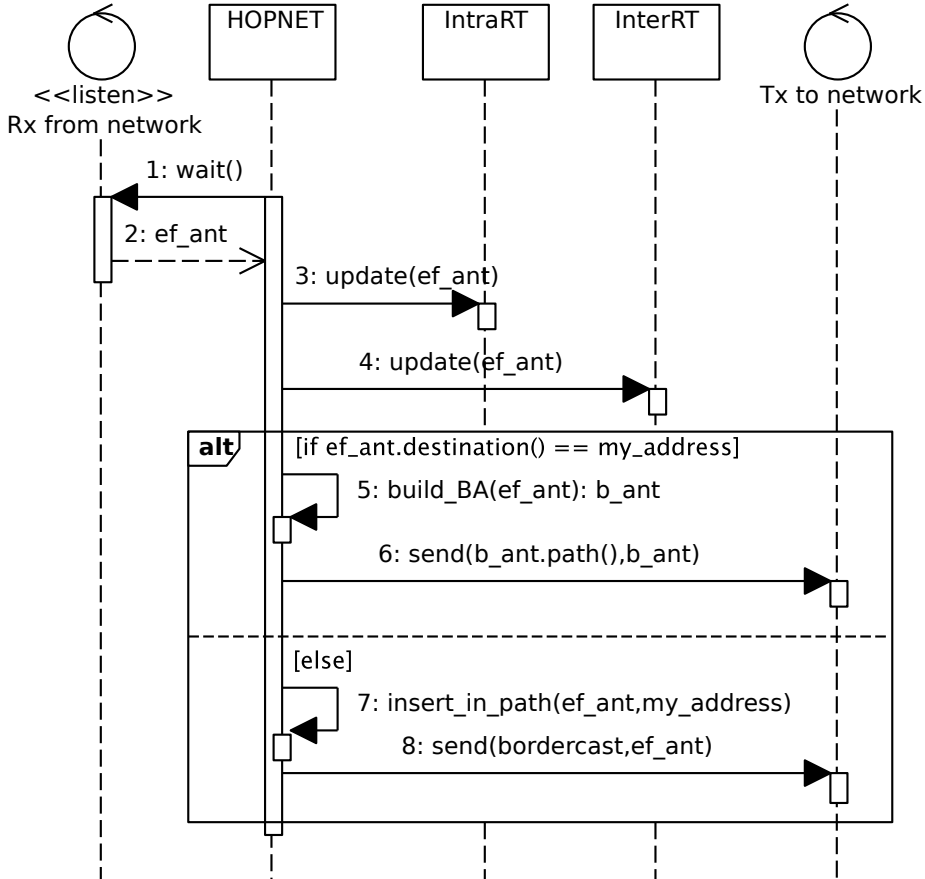 HOPNET
IntraRT
InterRT
<<listen>>
Rx from network
Tx to network
1: wait()
2: ef_ant
3: update(ef_ant)
4: update(ef_ant)
alt
[if ef_ant.destination() == my_address]
5: build_BA(ef_ant): b_ant
6: send(b_ant.path(),b_ant)
[else]
7: insert_in_path(ef_ant,my_address)
8: send(bordercast,ef_ant)